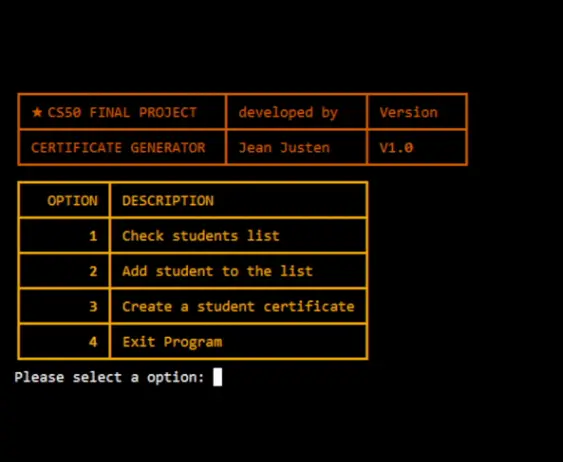 ★ CS50 FINAL PROJECT developed by Version
CERTIFICATE GENERATOR Jean Justen V1.0
OPTION DESCRIPTION
1 Check students list
2 Add student to the list
3 Create a student certificate
4 Exit Program
Please select a option: